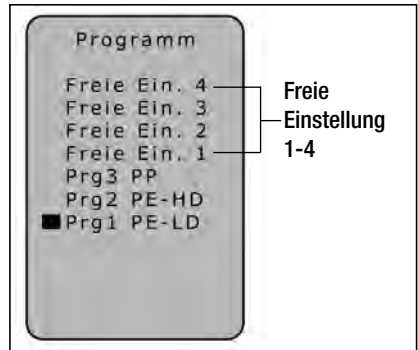 Programm
Freie Ein. 4
Freie Ein. 3
Freie Ein. 2
Freie Ein. 1
Prg3 PP
Prg2 PE-HD
Prg1 PE-LD
Freie
Einstellung
1-4